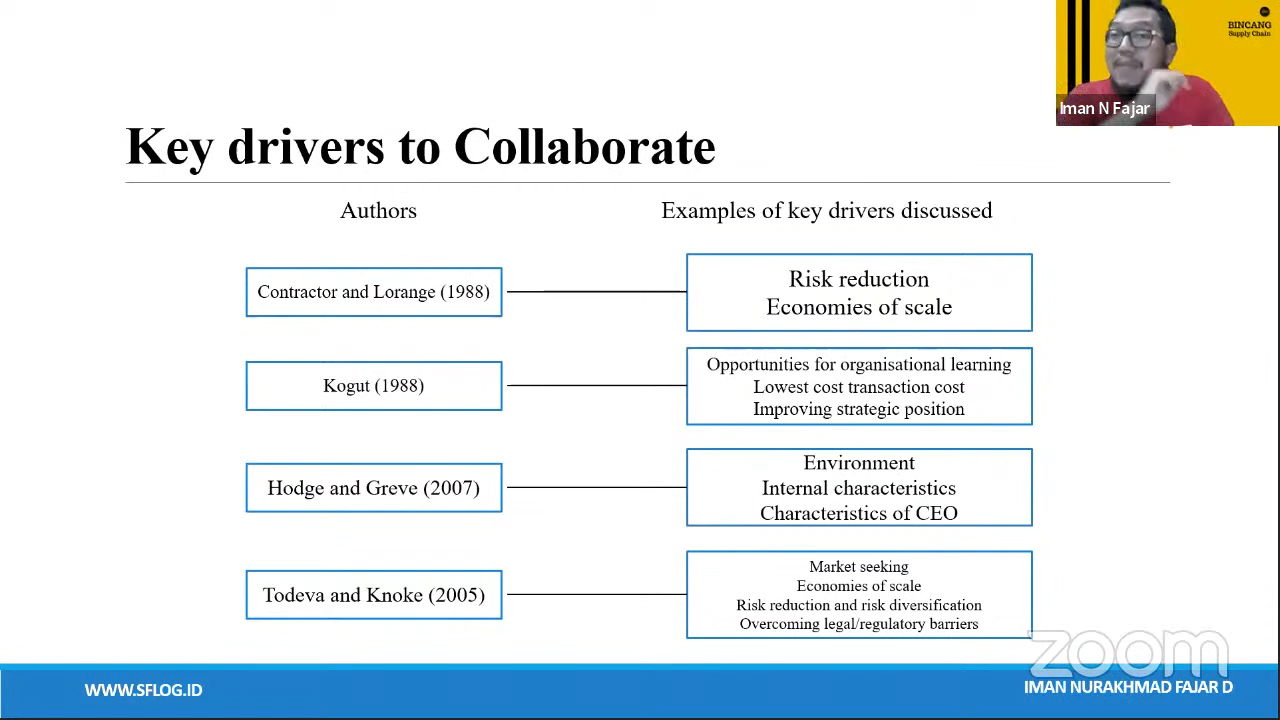 BINCANG
Supply Chain
Iman N Fajar
Key drivers to Collaborate
Authors
Examples of key drivers discussed
Contractor and Lorange (1988)
Risk reduction
Economies of scale
Kogut (1988)
Opportunities for organisational learning
Lowest cost transaction cost
Improving strategic position
Hodge and Greve (2007)
Environment
Internal characteristics
Characteristics of CEO
Todeva and Knoke (2005)
Market seeking
Economies of scale
Risk reduction and risk diversification
Overcoming legal/regulatory barriers
zoom
WWW.SFLOG.ID
IMAN NURAKHMAD FAJAR D